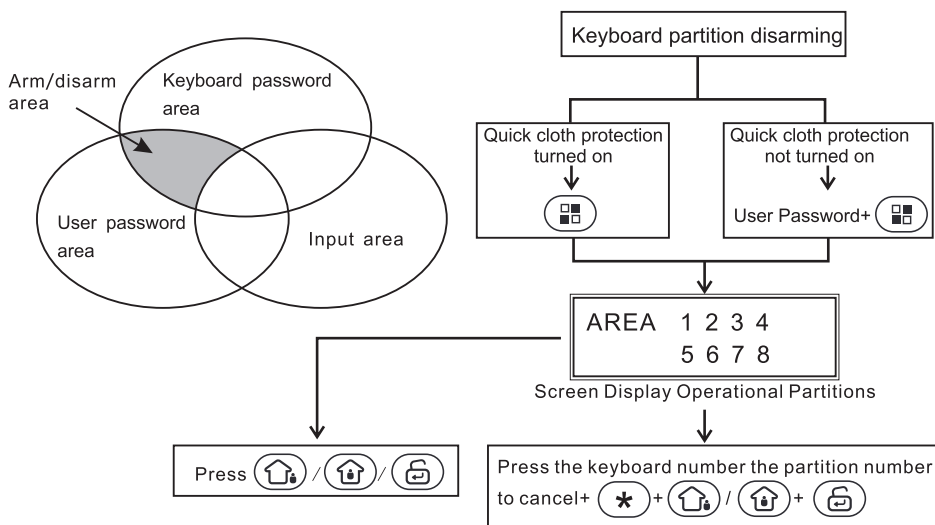 Arm/disarm
area
Keyboard password
area
User password
area
Input area
Keyboard partition disarming
Quick cloth protection
turned on
Quick cloth protection
not turned on
User Password+
AREA 1 2 3 4
5 6 7 8
Screen Display Operational Partitions
Press / /
Press the keyboard number the partition number
to cancel+ * + / +